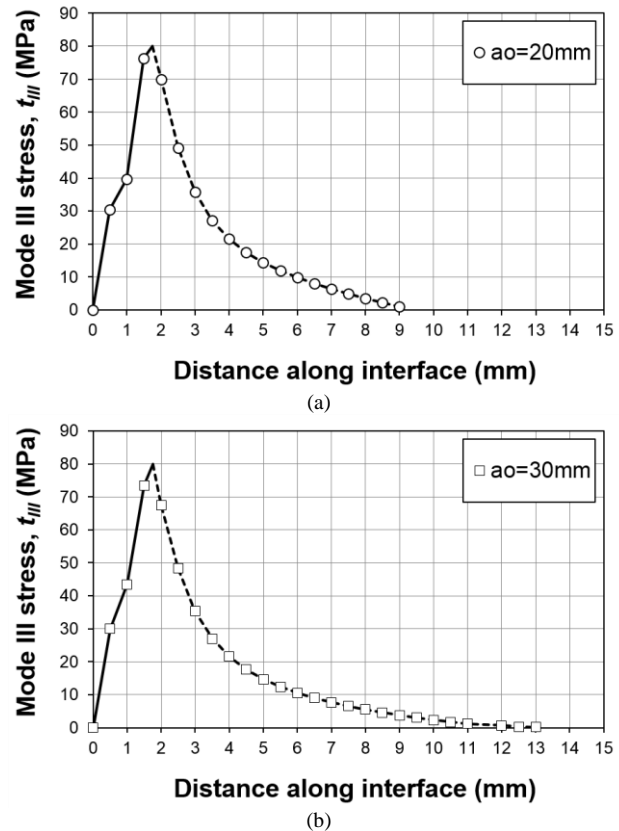 90
80
70
60
50
40
30
20
10
0
Mode III stress, tIII (MPa)
ao=20mm
0 1 2 3 4 5 6 7 8 9 10 11 12 13 14 15
Distance along interface (mm)
(a)
90
80
70
60
50
40
30
20
10
0
Mode III stress, tIII (MPa)
ao=30mm
0 1 2 3 4 5 6 7 8 9 10 11 12 13 14 15
Distance along interface (mm)
(b)